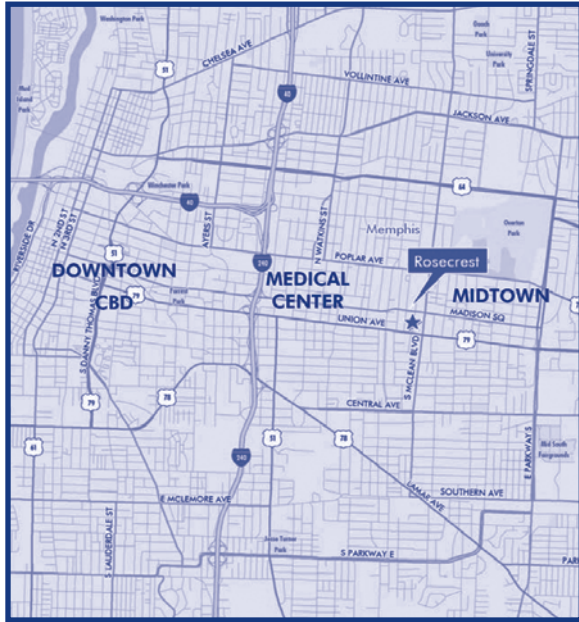 Washington Park
CHELSEA AVE
51
University
Park
SPRINGDALE ST
VOLLINTINE AVE
40
Mud
Island
Park
JACKSON AVE
68
Winchester Park
40
Overton
Park
N 2ND ST
N 3RD ST
RIVERSIDE DR
AYERS ST
N WATKINS ST
Memphis
51
POPLAR AVE
Rosecrest
240
DOWNTOWN
CBD
MEDICAL
CENTER
MIDTOWN
79
Park
MADISON SQ
UNION AVE
79
S DANNY THOMAS BLVD
S MCLEAN BLVD
CENTRAL AVE
79
78
51
78
61
240
E PARKWAY S
Mid South
Fairgrounds
SOUTHERN AVE
LAMAR AVE
E MCLEMORE AVE
S LAUDERDALE ST
Jesse Turner
Park
S PARKWAY E
PARK